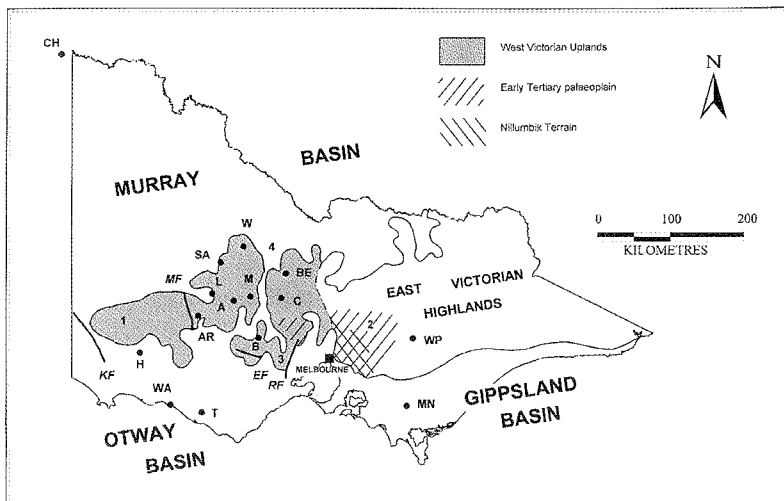 CH
West Victorian Uplands
Early Tertiary palaeoplain
Nillumbik Terrain
N
MURRAY
BASIN
0 100 200
KILOMETRES
W
4
SA
BE
MF
L
M
EAST VICTORIAN
HIGHLANDS
A
C
1
2
AR
WP
B
3
H
MELBOURNE
KF
EF
RF
WA
T
MN
GIPPSLAND
BASIN
OTWAY
BASIN